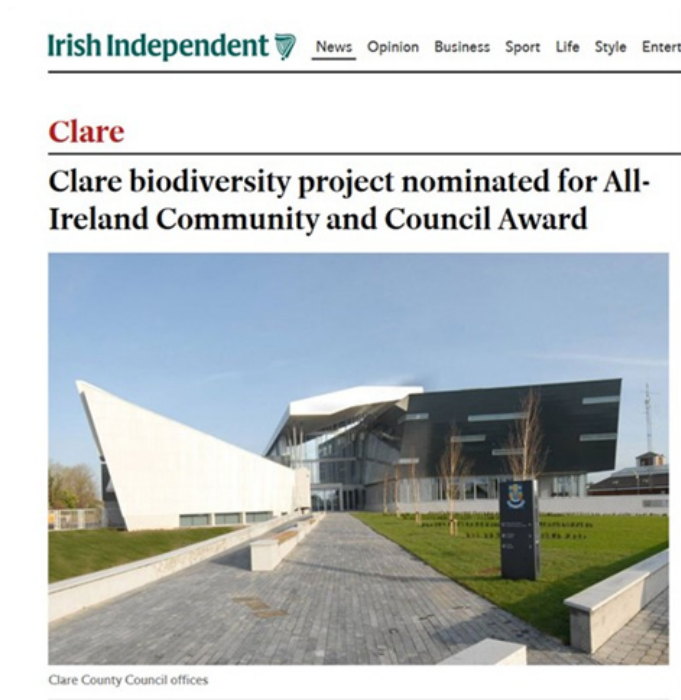 Irish Independent News Opinion Business Sport Life Style Entert
Clare
Clare biodiversity project nominated for All-
Ireland Community and Council Award
Clare County Council offices